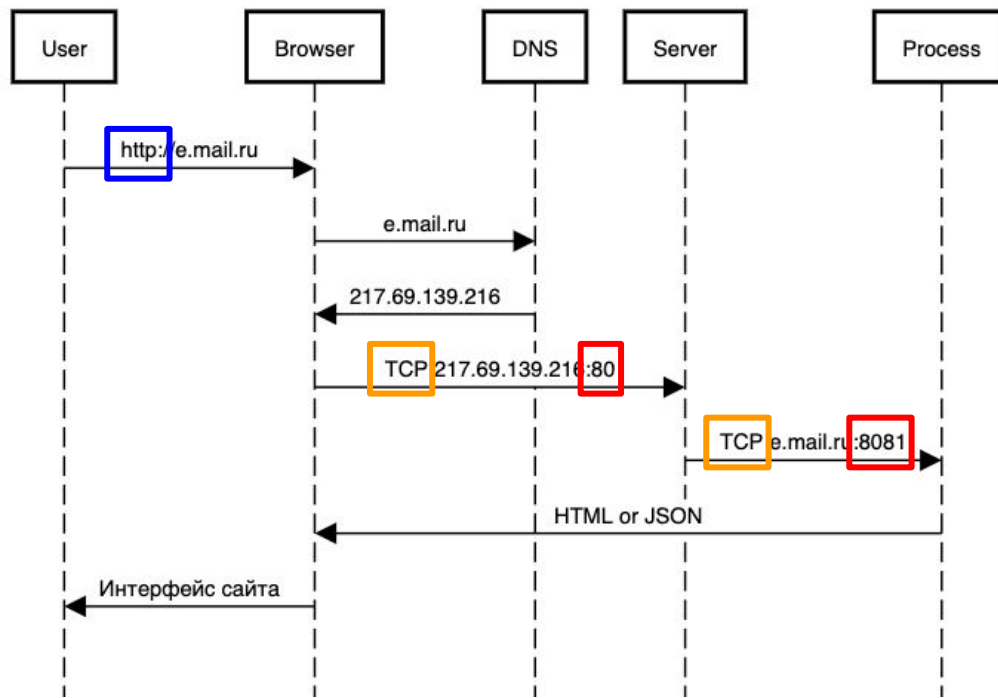 User Browser DNS Server Process
http://e.mail.ru
e.mail.ru
217.69.139.216
TCP 217.69.139.216:80
TCP e.mail.ru:8081
HTML or JSON
Интерфейс сайта